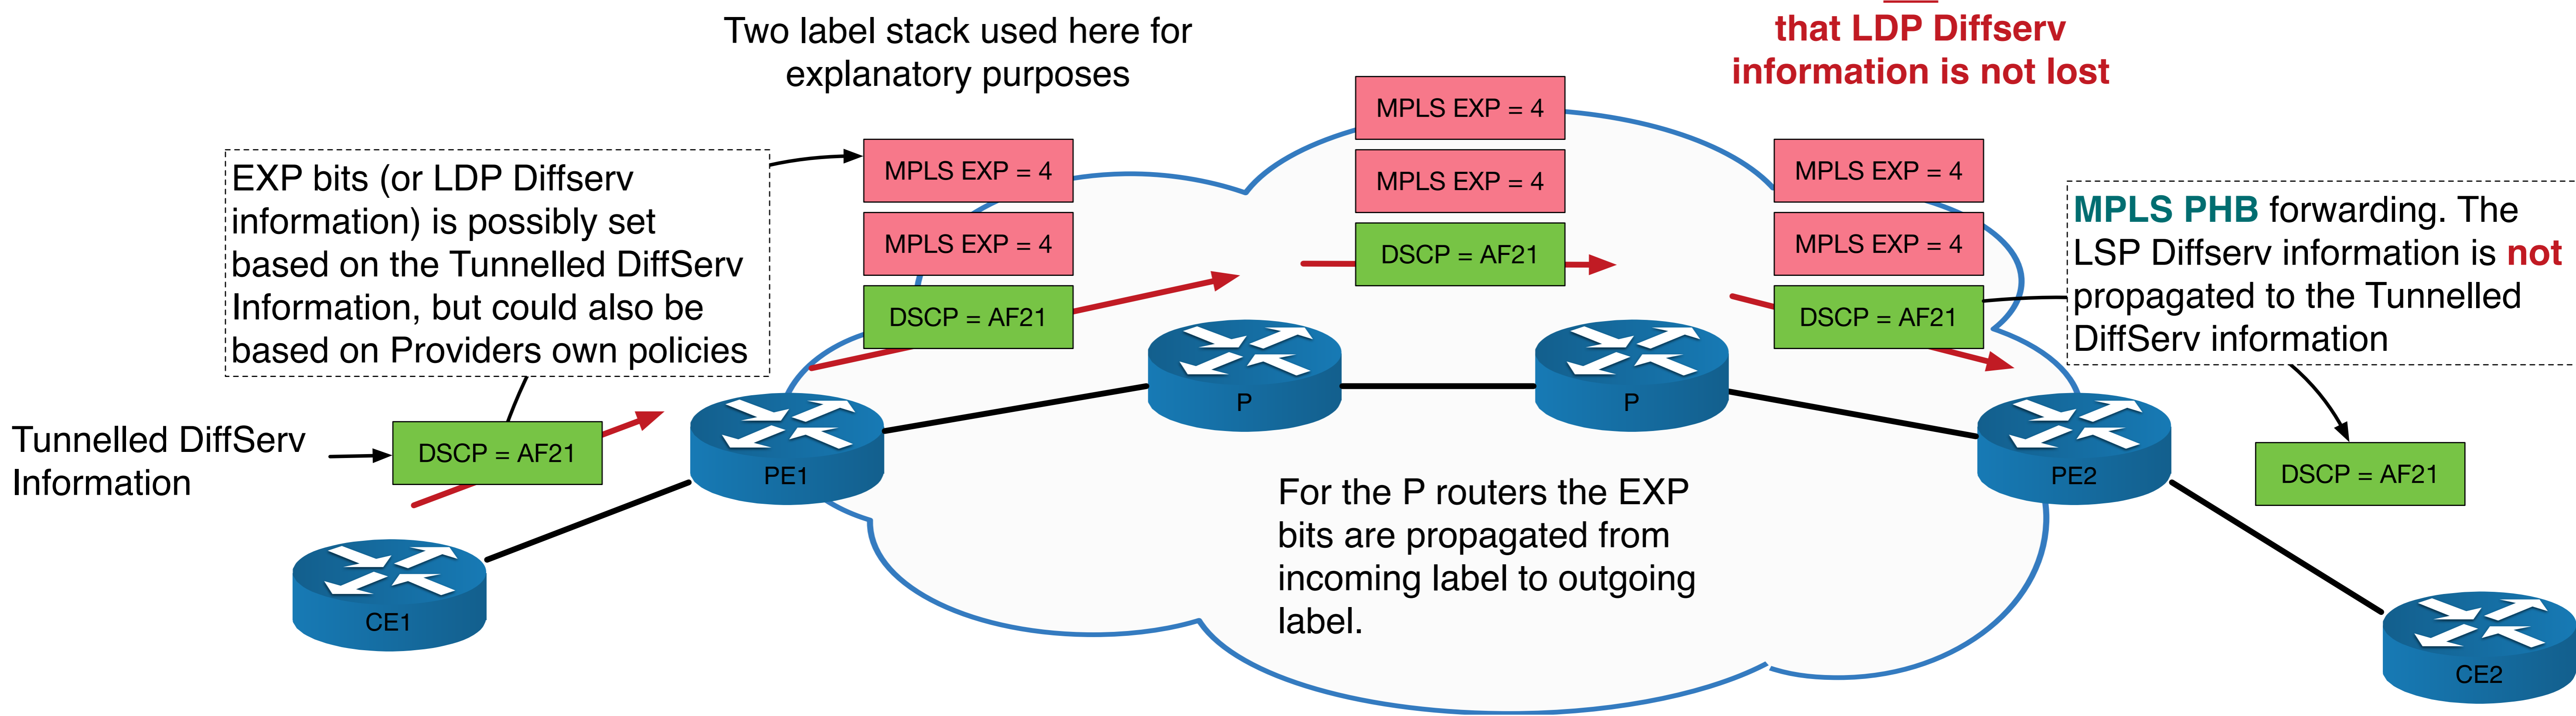 Two label stack used here for
explanatory purposes
that LDP Diffserv
information is not lost
EXP bits (or LDP Diffserv
information) is possibly set
based on the Tunnelled DiffServ
Information, but could also be
based on Providers own policies
MPLS EXP = 4
MPLS EXP = 4
DSCP = AF21
MPLS EXP = 4
MPLS EXP = 4
DSCP = AF21
MPLS EXP = 4
MPLS EXP = 4
DSCP = AF21
MPLS PHB forwarding. The
LSP Diffserv information is not
propagated to the Tunnelled
DiffServ information
Tunnelled DiffServ
Information
DSCP = AF21
CE1
PE1
P
P
PE2
For the P routers the EXP
bits are propagated from
incoming label to outgoing
label.
DSCP = AF21
CE2